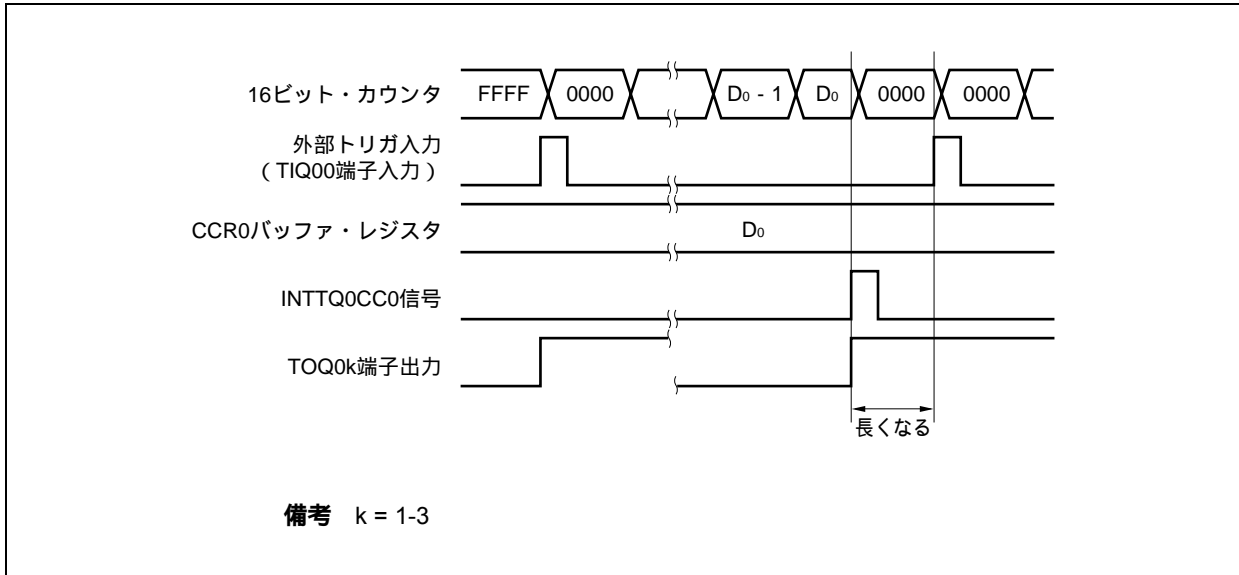 16ビット・カウンタ FFFF 0000 D0 - 1 D0 0000 0000
外部トリガ入力
（TIQ00端子入力）
CCR0バッファ・レジスタ D0
INTTQ0CC0信号
TOQ0k端子出力
長くなる
備考 k = 1-3